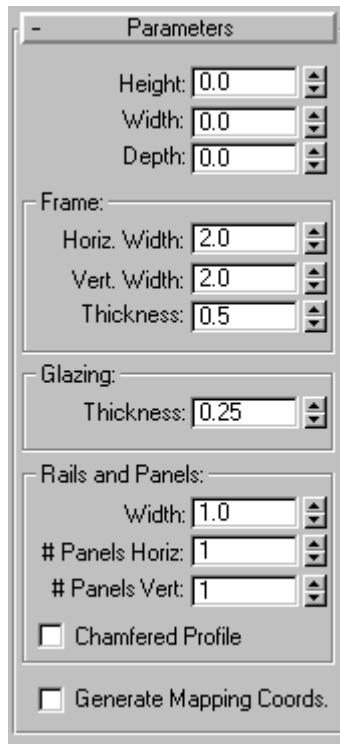 - Parameters
Height: 0.0
Width: 0.0
Depth: 0.0
Frame:
Horiz. Width: 2.0
Vert. Width: 2.0
Thickness: 0.5
Glazing:
Thickness: 0.25
Rails and Panels:
Width: 1.0
# Panels Horiz: 1
# Panels Vert: 1
Chamfered Profile
Generate Mapping Coords.